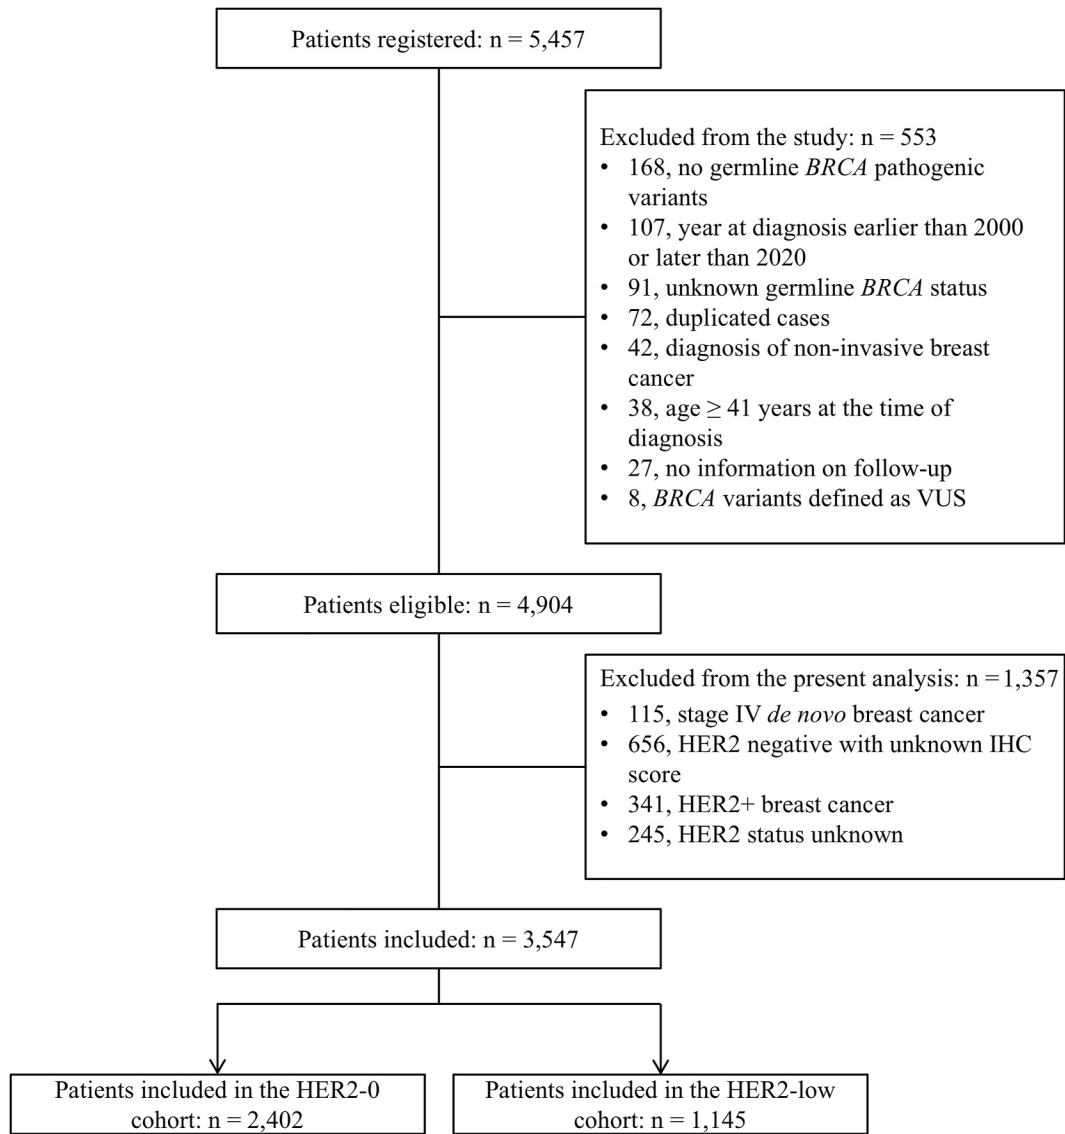 Patients registered: n = 5,457
Excluded from the study: n = 553
• 168, no germline BRCA pathogenic
variants
• 107, year at diagnosis earlier than 2000
or later than 2020
• 91, unknown germline BRCA status
• 72, duplicated cases
• 42, diagnosis of non-invasive breast
cancer
• 38, age ≥ 41 years at the time of
diagnosis
• 27, no information on follow-up
• 8, BRCA variants defined as VUS
Patients eligible: n = 4,904
Excluded from the present analysis: n = 1,357
• 115, stage IV de novo breast cancer
• 656, HER2 negative with unknown IHC
score
• 341, HER2+ breast cancer
• 245, HER2 status unknown
Patients included: n = 3,547
Patients included in the HER2-0
cohort: n = 2,402
Patients included in the HER2-low
cohort: n = 1,145